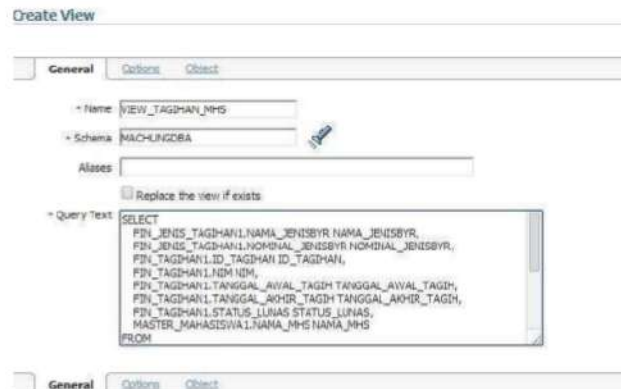 Create View
General Options Object
* Name VIEW_TAGIHAN_MHS
* Schema MACHUNGDBA
Aliases
Replace the view if exists
* Query Text SELECT
FIN_JENIS_TAGIHAN1.NAMA_JENISBYR NAMA_JENISBYR,
FIN_JENIS_TAGIHAN1.NOMINAL_JENISBYR NOMINAL_JENISBYR,
FIN_TAGIHAN1.ID_TAGIHAN ID_TAGIHAN,
FIN_TAGIHAN1.NIM NIM,
FIN_TAGIHAN1.TANGGAL_AWAL_TAGIH TANGGAL_AWAL_TAGIH,
FIN_TAGIHAN1.TANGGAL_AKHIR_TAGIH TANGGAL_AKHIR_TAGIH,
FIN_TAGIHAN1.STATUS_LUNAS STATUS_LUNAS,
MASTER_MAHASISWA1.NAMA_MHS NAMA_MHS
FROM
General Options Object